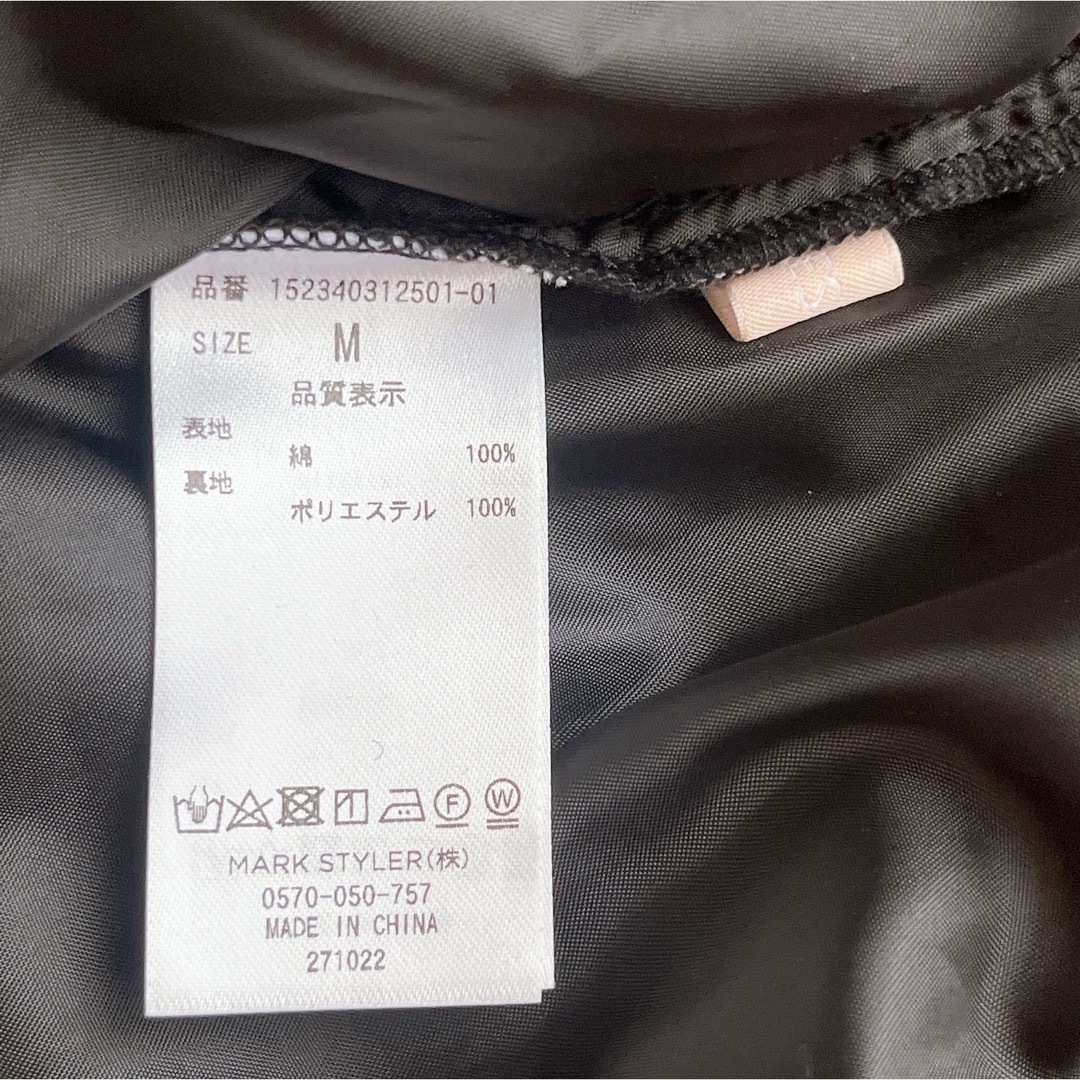 品番 152340312501-01
SIZE M
品質表示
表地
綿 100%
裏地
ポリエステル 100%
F W
MARK STYLER(株)
0570-050-757
MADE IN CHINA
271022